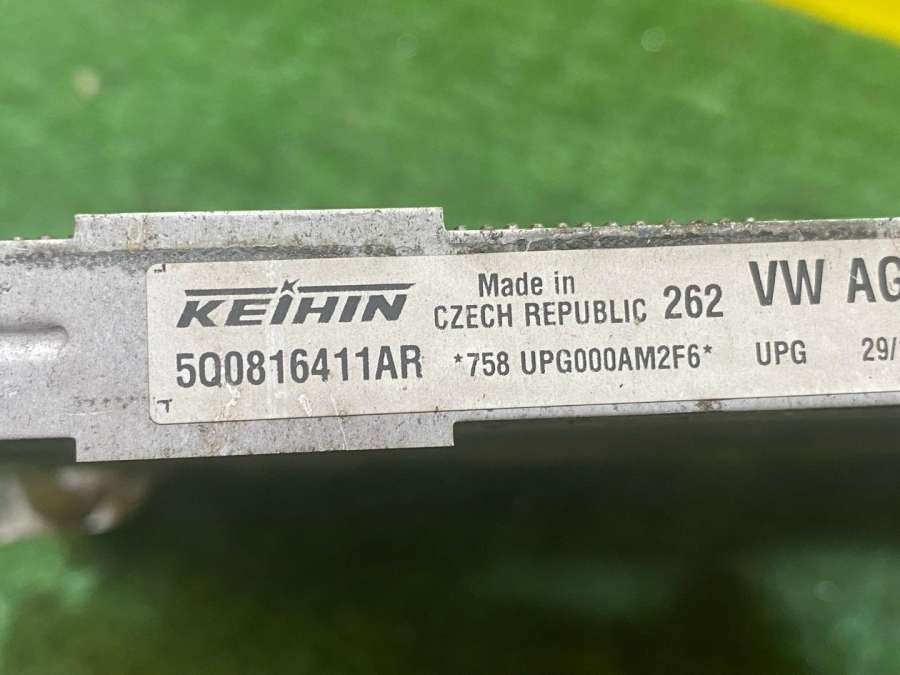 KEIHIN Made in CZECH REPUBLIC 262 VW AG
5Q0816411AR *758 UPG000AM2F6* UPG 29/